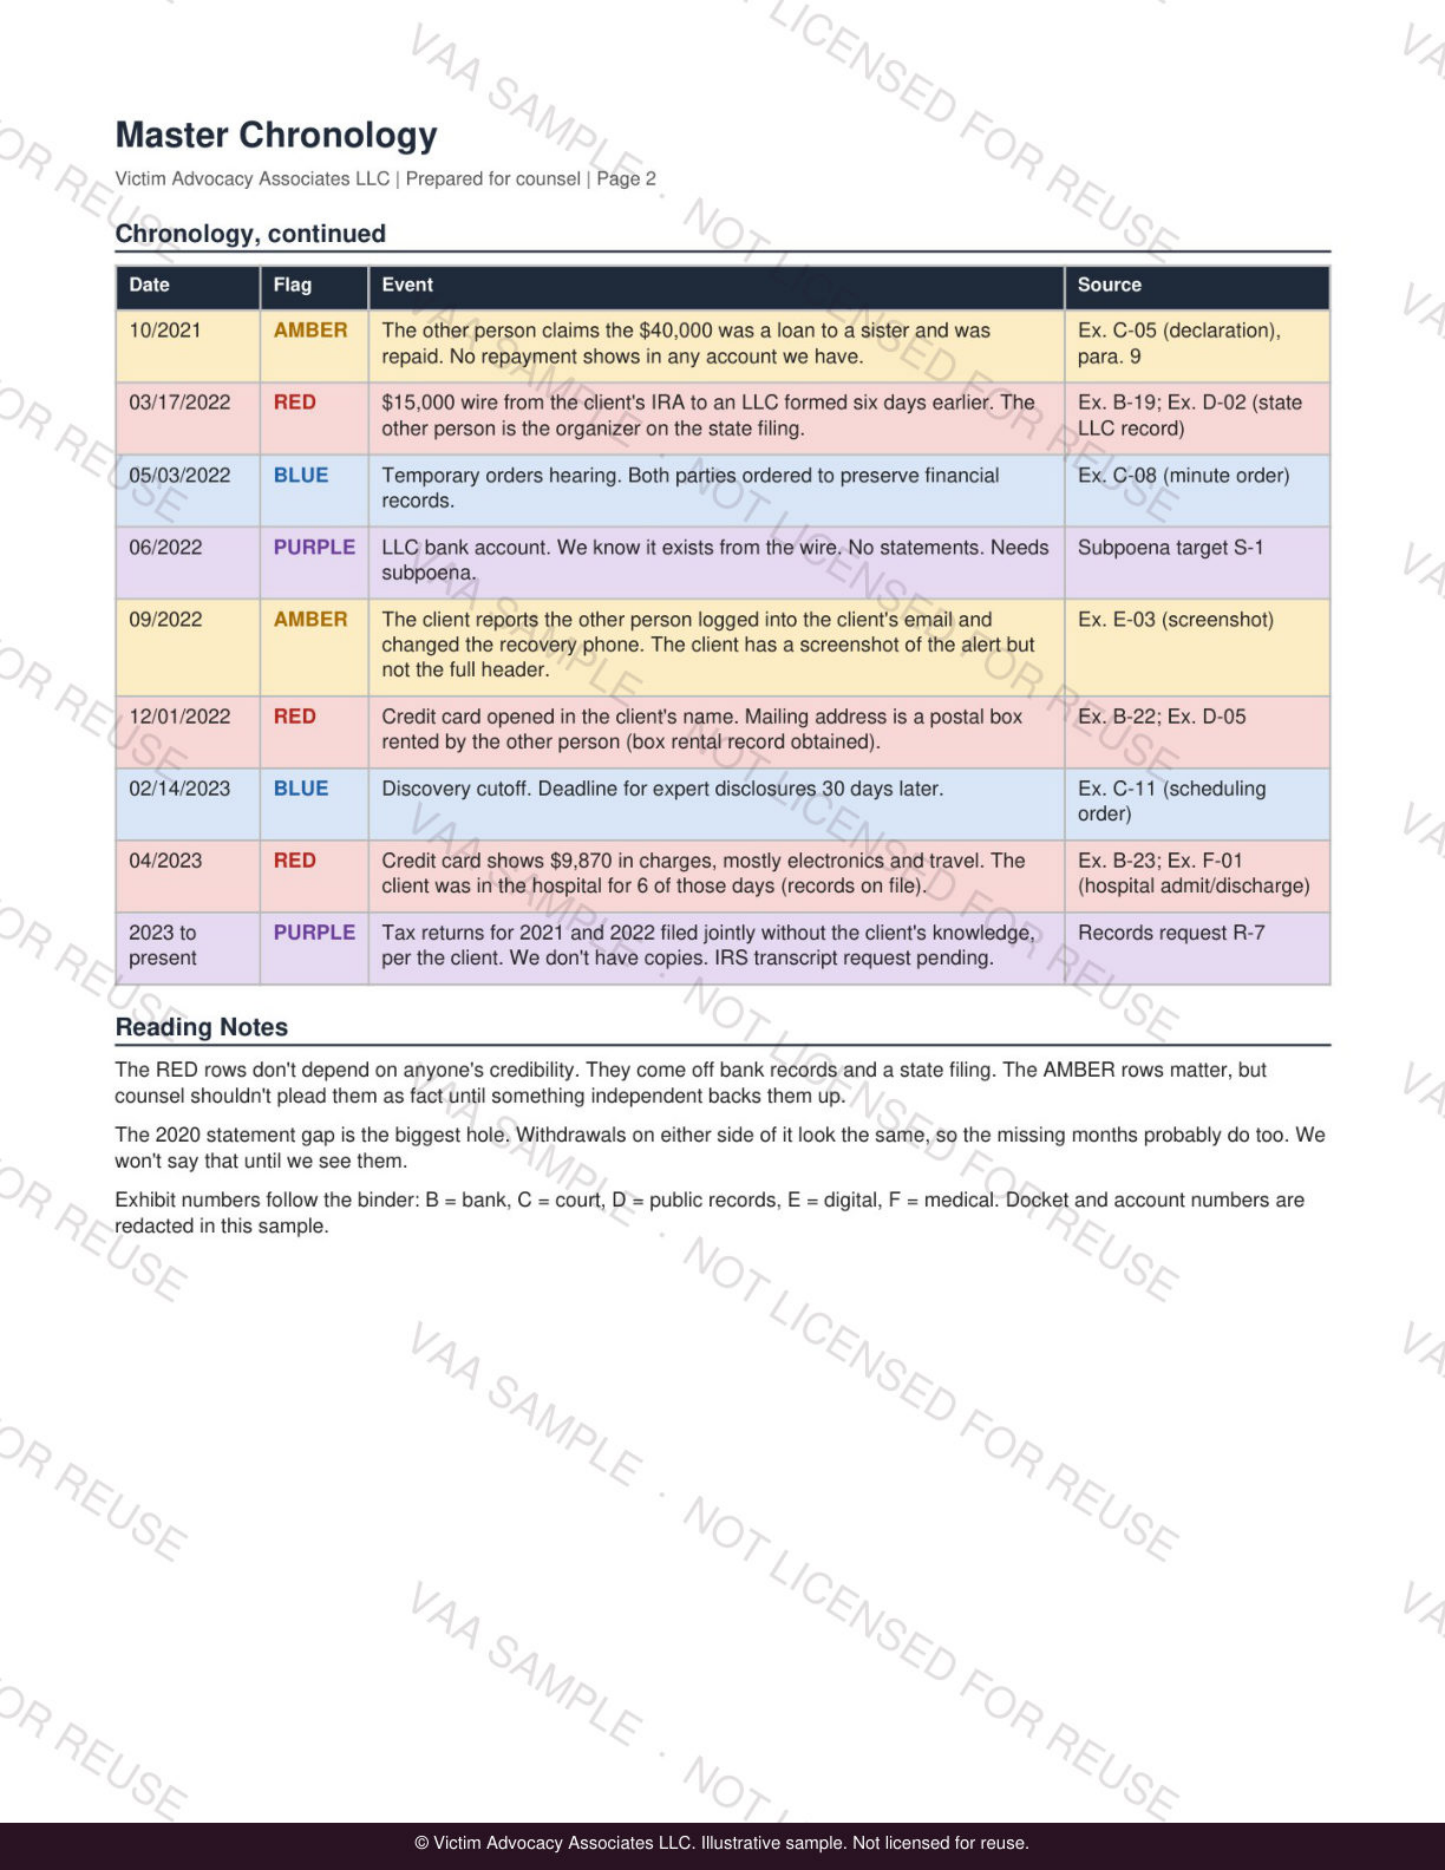 Master Chronology
Victim Advocacy Associates LLC | Prepared for counsel | Page 2
Chronology, continued
Date Flag Event Source
10/2021 AMBER The other person claims the $40,000 was a loan to a sister and was Ex. C-05 (declaration),
repaid. No repayment shows in any account we have. para. 9
03/17/2022 RED $15,000 wire from the client's IRA to an LLC formed six days earlier. The Ex. B-19; Ex. D-02 (state
other person is the organizer on the state filing. LLC record)
05/03/2022 BLUE Temporary orders hearing. Both parties ordered to preserve financial Ex. C-08 (minute order)
records.
06/2022 PURPLE LLC bank account. We know it exists from the wire. No statements. Needs Subpoena target S-1
subpoena.
09/2022 AMBER The client reports the other person logged into the client's email and Ex. E-03 (screenshot)
changed the recovery phone. The client has a screenshot of the alert but
not the full header.
12/01/2022 RED Credit card opened in the client's name. Mailing address is a postal box Ex. B-22; Ex. D-05
rented by the other person (box rental record obtained).
02/14/2023 BLUE Discovery cutoff. Deadline for expert disclosures 30 days later. Ex. C-11 (scheduling
order)
04/2023 RED Credit card shows $9,870 in charges, mostly electronics and travel. The Ex. B-23; Ex. F-01
client was in the hospital for 6 of those days (records on file). (hospital admit/discharge)
2023 to PURPLE Tax returns for 2021 and 2022 filed jointly without the client's knowledge, Records request R-7
present per the client. We don't have copies. IRS transcript request pending.
Reading Notes
The RED rows don't depend on anyone's credibility. They come off bank records and a state filing. The AMBER rows matter, but
counsel shouldn't plead them as fact until something independent backs them up.
The 2020 statement gap is the biggest hole. Withdrawals on either side of it look the same, so the missing months probably do too. We
won't say that until we see them.
Exhibit numbers follow the binder: B = bank, C = court, D = public records, E = digital, F = medical. Docket and account numbers are
redacted in this sample.
VAA SAMPLE · NOT LICENSED FOR REUSE
© Victim Advocacy Associates LLC. Illustrative sample. Not licensed for reuse.